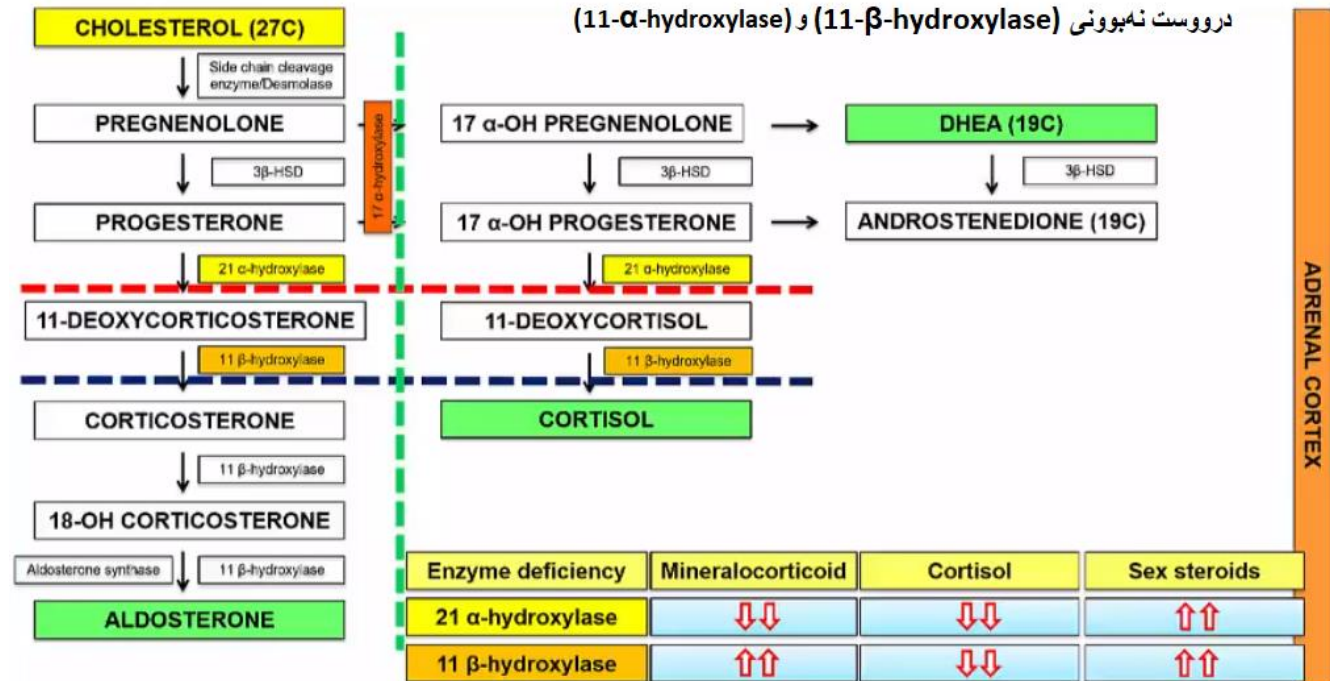 درووست نەبوونی (11-β-hydroxylase) و (11-α-hydroxylase)
CHOLESTEROL (27C)
Side chain cleavage
enzyme/Desmolase
PREGNENOLONE
17 α-hydroxylase
17 α-OH PREGNENOLONE
DHEA (19C)
3β-HSD
3β-HSD
3β-HSD
PROGESTERONE
17 α-OH PROGESTERONE
ANDROSTENEDIONE (19C)
21 α-hydroxylase
21 α-hydroxylase
11-DEOXYCORTICOSTERONE
11-DEOXYCORTISOL
11 β-hydroxylase
11 β-hydroxylase
CORTICOSTERONE
CORTISOL
11 β-hydroxylase
18-OH CORTICOSTERONE
Aldosterone synthase
11 β-hydroxylase
ALDOSTERONE
ADRENAL CORTEX
Enzyme deficiency Mineralocorticoid Cortisol Sex steroids
21 α-hydroxylase ⇩⇩ ⇩⇩ ⇧⇧
11 β-hydroxylase ⇧⇧ ⇩⇩ ⇧⇧